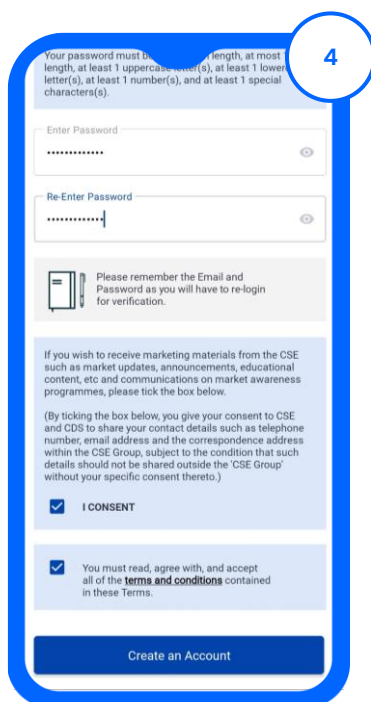 4
Your password must b length, at most
length, at least 1 uppercase letter(s), at least 1 lower
letter(s), at least 1 number(s), and at least 1 special
characters(s).
Enter Password
•••••••••••••
Re-Enter Password
•••••••••••••
Please remember the Email and
Password as you will have to re-login
for verification.
If you wish to receive marketing materials from the CSE
such as market updates, announcements, educational
content, etc and communications on market awareness
programmes, please tick the box below.
(By ticking the box below, you give your consent to CSE
and CDS to share your contact details such as telephone
number, email address and the correspondence address
within the CSE Group, subject to the condition that such
details should not be shared outside the 'CSE Group'
without your specific consent thereto.)
I CONSENT
You must read, agree with, and accept
all of the terms and conditions contained
in these Terms.
Create an Account